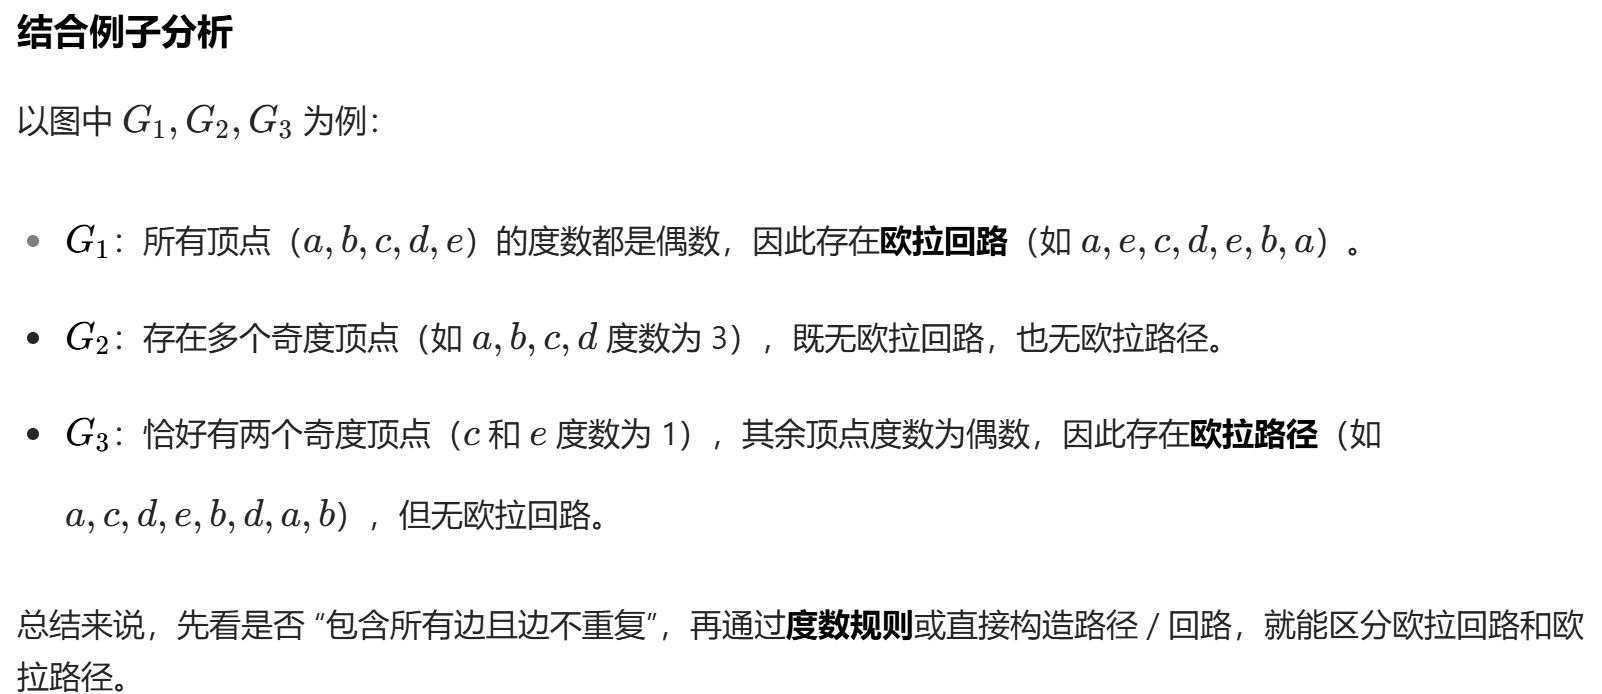 结合例子分析
以图中 G₁, G₂, G₃ 为例：
• G₁：所有顶点（a, b, c, d, e）的度数都是偶数，因此存在欧拉回路（如 a, e, c, d, e, b, a）。
• G₂：存在多个奇度顶点（如 a, b, c, d 度数为 3），既无欧拉回路，也无欧拉路径。
• G₃：恰好有两个奇度顶点（c 和 e 度数为 1），其余顶点度数为偶数，因此存在欧拉路径（如
a, c, d, e, b, d, a, b），但无欧拉回路。
总结来说，先看是否 “包含所有边且边不重复”，再通过度数规则或直接构造路径 / 回路，就能区分欧拉回路和欧
拉路径。